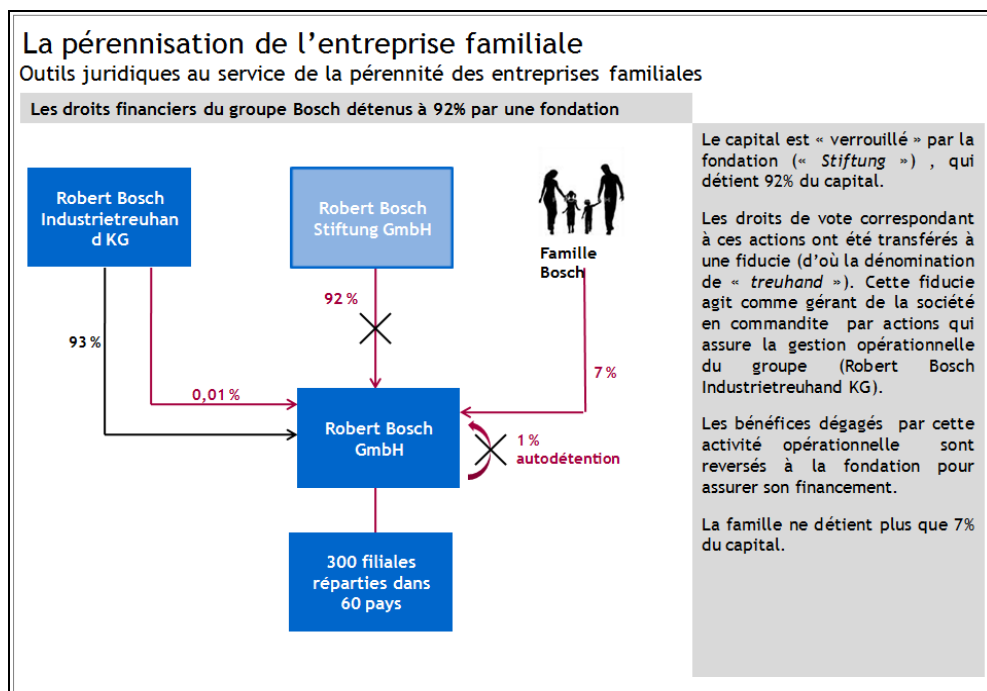 La pérennisation de l’entreprise familiale
Outils juridiques au service de la pérennité des entreprises familiales
Les droits financiers du groupe Bosch détenus à 92% par une fondation
Robert Bosch
Industrietreuhan
d KG
Robert Bosch
Stiftung GmbH
Famille
Bosch
92 %
93 %
7 %
0,01 %
Robert Bosch
GmbH
1 %
autodétention
300 filiales
réparties dans
60 pays
Le capital est « verrouillé » par la
fondation (« Stiftung ») , qui
détient 92% du capital.
Les droits de vote correspondant
à ces actions ont été transférés à
une fiducie (d’où la dénomination
de « treuhand »). Cette fiducie
agit comme gérant de la société
en commandite par actions qui
assure la gestion opérationnelle
du groupe (Robert Bosch
Industrietreuhand KG).
Les bénéfices dégagés par cette
activité opérationnelle sont
reversés à la fondation pour
assurer son financement.
La famille ne détient plus que 7%
du capital.